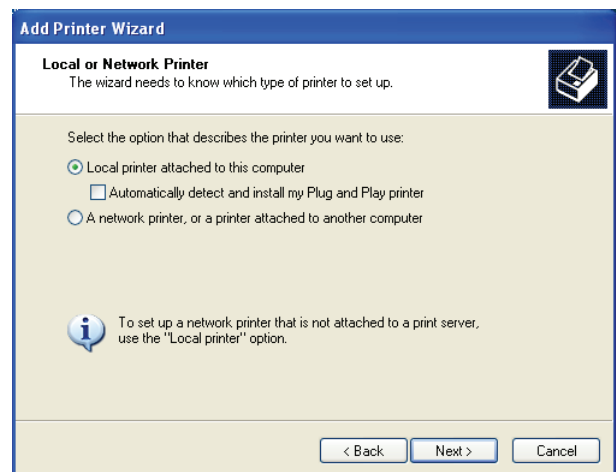 Add Printer Wizard
Local or Network Printer
The wizard needs to know which type of printer to set up.
Select the option that describes the printer you want to use:
Local printer attached to this computer
Automatically detect and install my Plug and Play printer
A network printer, or a printer attached to another computer
To set up a network printer that is not attached to a print server,
use the "Local printer" option.
< Back
Next >
Cancel